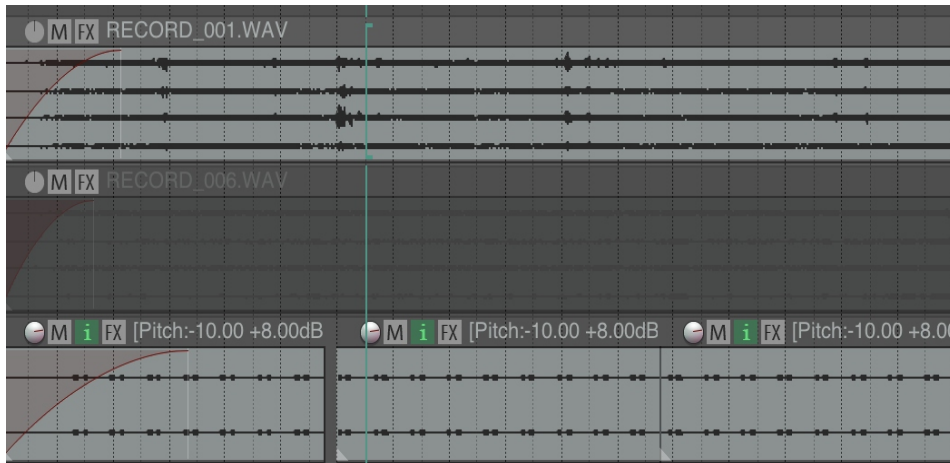 M FX RECORD_001.WAV
M FX RECORD_006.WAV
M i FX [Pitch:-10.00 +8.00dB M i FX [Pitch:-10.00 +8.00dB M i FX [Pitch:-10.00 +8.0